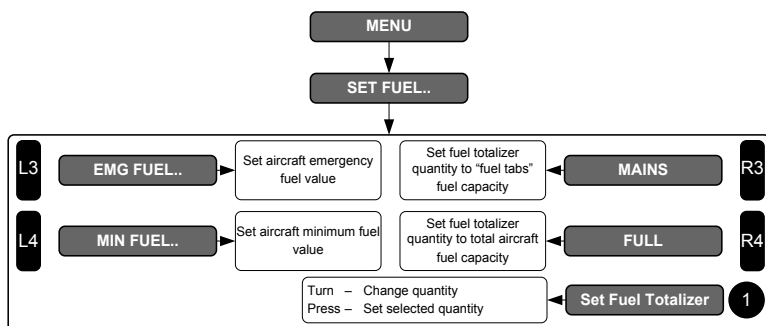 MENU
SET FUEL..
L3
EMG FUEL..
Set aircraft emergency
fuel value
Set fuel totalizer
quantity to “fuel tabs”
fuel capacity
MAINS
R3
L4
MIN FUEL..
Set aircraft minimum fuel
value
Set fuel totalizer
quantity to total aircraft
fuel capacity
FULL
R4
Turn – Change quantity
Press – Set selected quantity
Set Fuel Totalizer
1